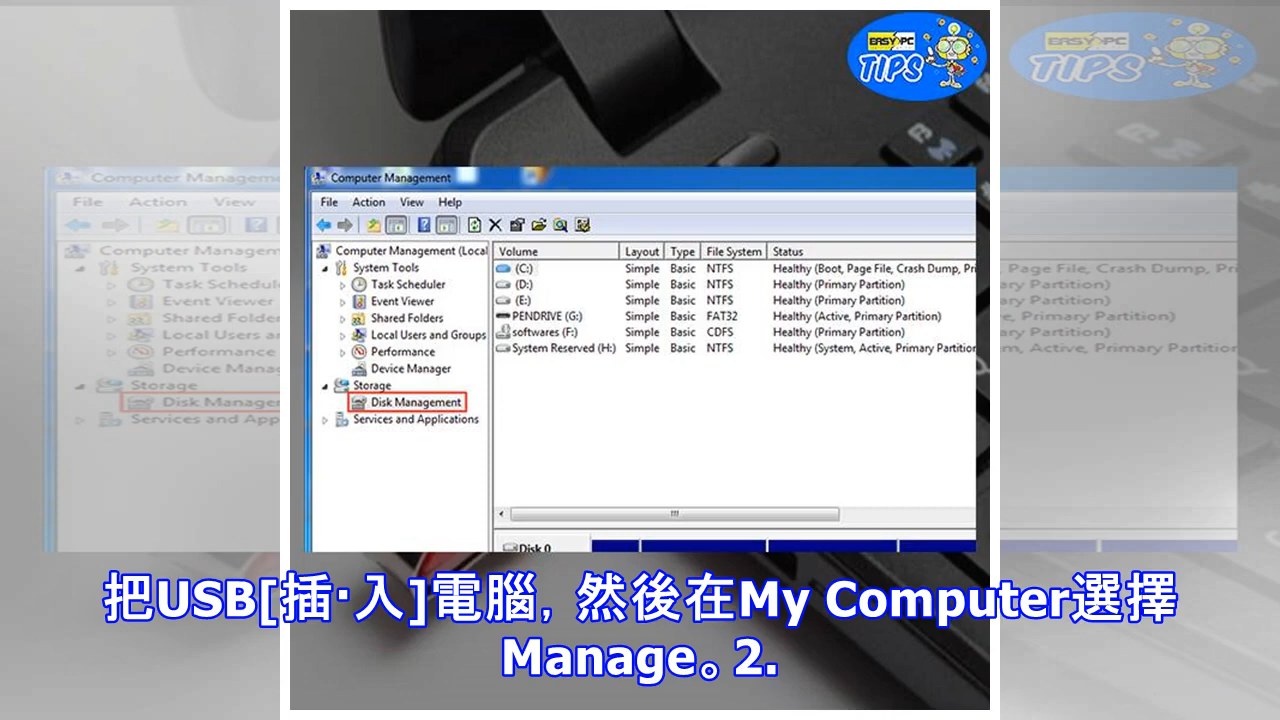 EASY PC
TIPS
Computer Management
File Action View Help
Computer Management (Local
System Tools
Task Scheduler
Event Viewer
Shared Folders
Local Users and Groups
Performance
Device Manager
Storage
Disk Management
Services and Applications
Volume Layout Type File System Status
(C:) Simple Basic NTFS Healthy (Boot, Page File, Crash Dump, Pri
(D:) Simple Basic NTFS Healthy (Primary Partition)
(E:) Simple Basic NTFS Healthy (Primary Partition)
PENDRIVE (G:) Simple Basic FAT32 Healthy (Active, Primary Partition)
softwares (F:) Simple Basic CDFS Healthy (Primary Partition)
System Reserved (H:) Simple Basic NTFS Healthy (System, Active, Primary Partition
Disk 0
把USB[插·入]電腦，然後在My Computer選擇
Manage。2.